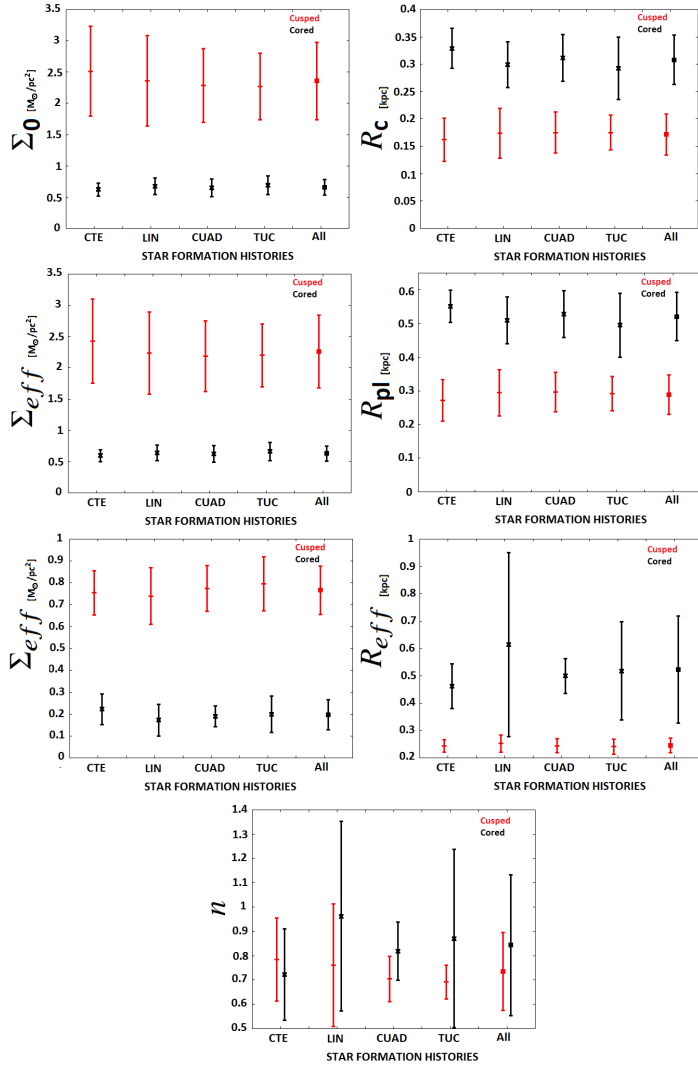 Cusped
Cored
Σ0 [M⊙/pc²]
3.5
3
2.5
2
1.5
1
0.5
0
CTE LIN CUAD TUC All
STAR FORMATION HISTORIES
Cusped
Cored
Rc [kpc]
0.4
0.35
0.3
0.25
0.2
0.15
0.1
0.05
0
CTE LIN CUAD TUC All
STAR FORMATION HISTORIES
Cusped
Cored
Σeff [M⊙/pc²]
3.5
3
2.5
2
1.5
1
0.5
0
CTE LIN CUAD TUC All
STAR FORMATION HISTORIES
Cusped
Cored
Rpl [kpc]
0.6
0.5
0.4
0.3
0.2
0.1
0
CTE LIN CUAD TUC All
STAR FORMATION HISTORIES
Cusped
Cored
Σeff [M⊙/pc²]
1
0.9
0.8
0.7
0.6
0.5
0.4
0.3
0.2
0.1
0
CTE LIN CUAD TUC All
STAR FORMATION HISTORIES
Cusped
Cored
Reff [kpc]
1
0.9
0.8
0.7
0.6
0.5
0.4
0.3
0.2
CTE LIN CUAD TUC All
STAR FORMATION HISTORIES
Cusped
Cored
n
1.4
1.3
1.2
1.1
1
0.9
0.8
0.7
0.6
0.5
CTE LIN CUAD TUC All
STAR FORMATION HISTORIES